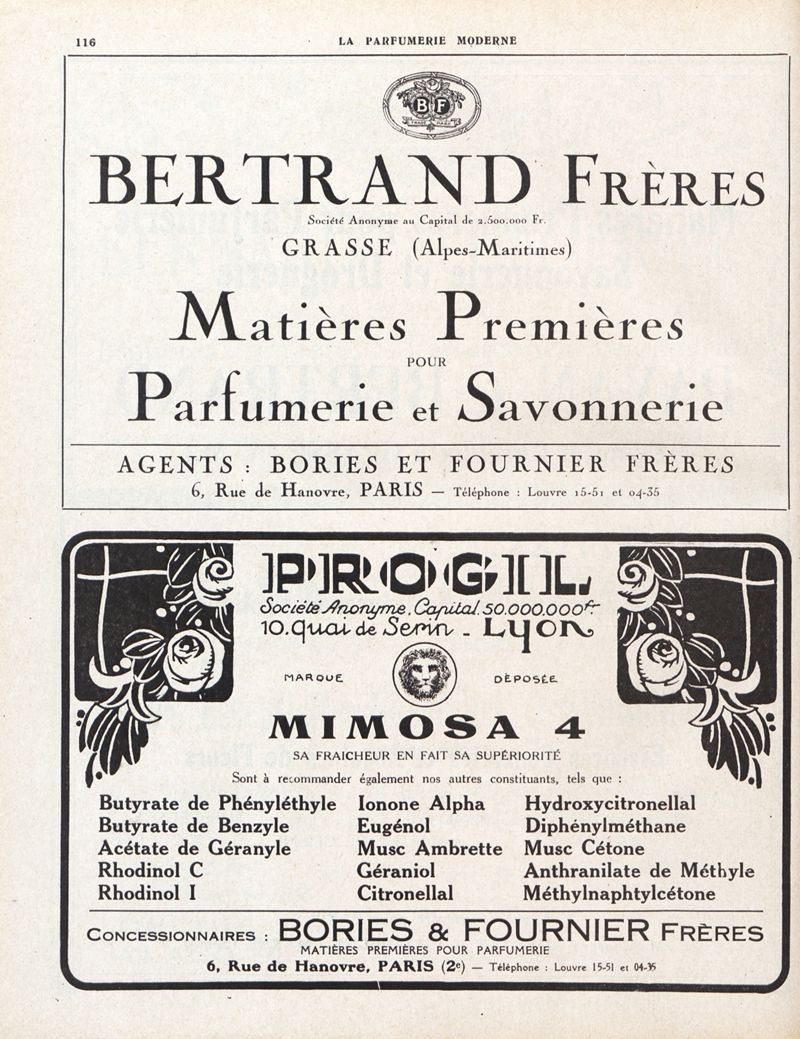 116
LA PARFUMERIE MODERNE
B F
BERTRAND FRÈRES
Société Anonyme au Capital de 2.500.000 Fr.
GRASSE (Alpes-Maritimes)
Matières Premières
POUR
Parfumerie et Savonnerie
AGENTS : BORIES ET FOURNIER FRÈRES
6, Rue de Hanovre, PARIS — Téléphone : Louvre 15-51 et 04-35
PROGIL
Société Anonyme. Capital. 50.000.000 fr
10. quai de Serin - Lyon
MARQUE DÉPOSÉE
MIMOSA 4
SA FRAICHEUR EN FAIT SA SUPÉRIORITÉ
Sont à recommander également nos autres constituants, tels que :
Butyrate de Phényléthyle Ionone Alpha Hydroxycitronellal
Butyrate de Benzyle Eugénol Diphénylméthane
Acétate de Géranyle Musc Ambrette Musc Cétone
Rhodinol C Géraniol Anthranilate de Méthyle
Rhodinol I Citronellal Méthylnaphtylcétone
CONCESSIONNAIRES : BORIES & FOURNIER FRÈRES
MATIÈRES PREMIÈRES POUR PARFUMERIE
6, Rue de Hanovre, PARIS (2e) — Téléphone : Louvre 15-51 et 04-35